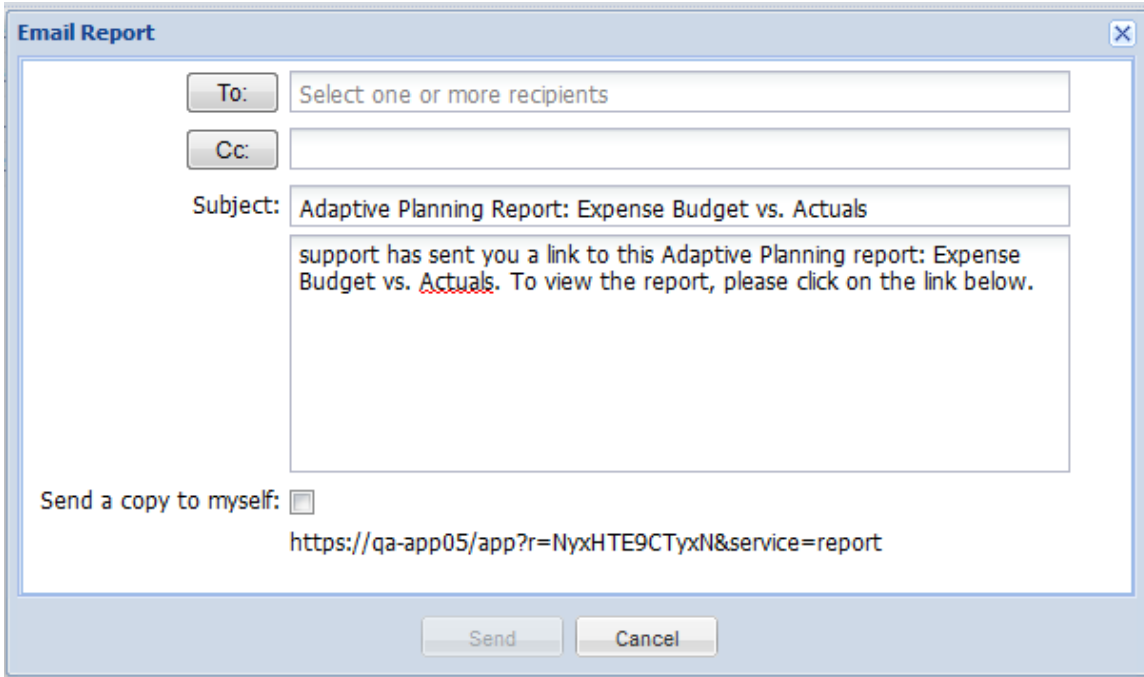 Email Report
To: Select one or more recipients
Cc:
Subject: Adaptive Planning Report: Expense Budget vs. Actuals
support has sent you a link to this Adaptive Planning report: Expense
Budget vs. Actuals. To view the report, please click on the link below.
Send a copy to myself:
https://qa-app05/app?r=NyxHTE9CTyxN&service=report
Send Cancel